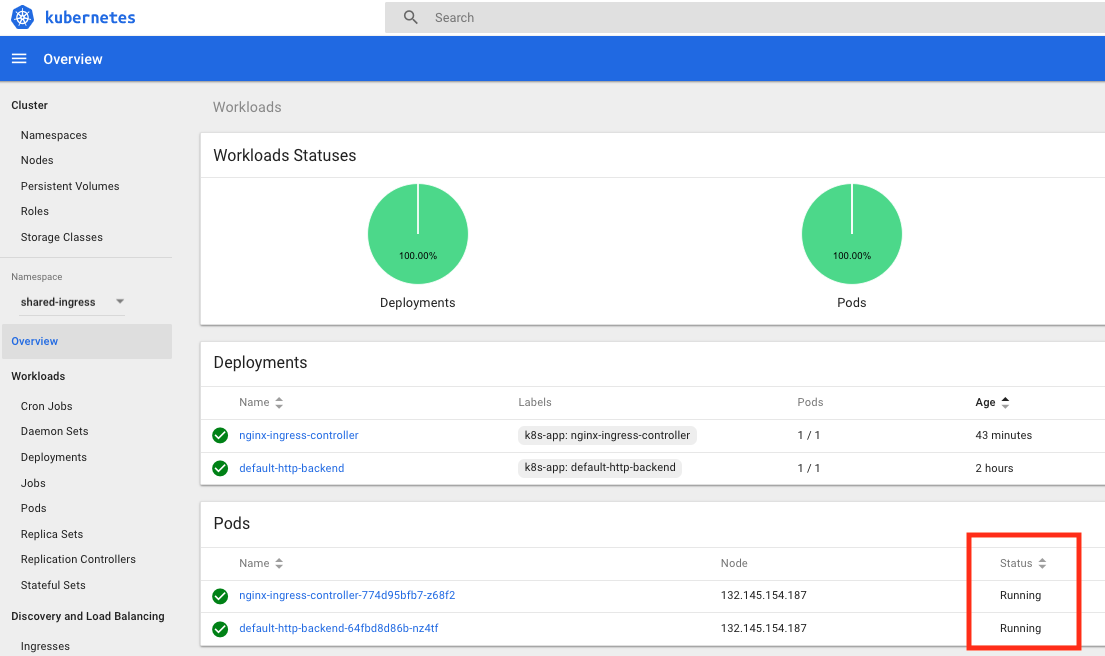 kubernetes
Search
Overview
Cluster
Namespaces
Nodes
Persistent Volumes
Roles
Storage Classes
Namespace
shared-ingress
Overview
Workloads
Cron Jobs
Daemon Sets
Deployments
Jobs
Pods
Replica Sets
Replication Controllers
Stateful Sets
Discovery and Load Balancing
Ingresses
Workloads
Workloads Statuses
100.00% 100.00%
Deployments Pods
Deployments
Name Labels Pods Age
nginx-ingress-controller k8s-app: nginx-ingress-controller 1 / 1 43 minutes
default-http-backend k8s-app: default-http-backend 1 / 1 2 hours
Pods
Name Node Status
nginx-ingress-controller-774d95bfb7-z68f2 132.145.154.187 Running
default-http-backend-64fbd8d86b-nz4tf 132.145.154.187 Running